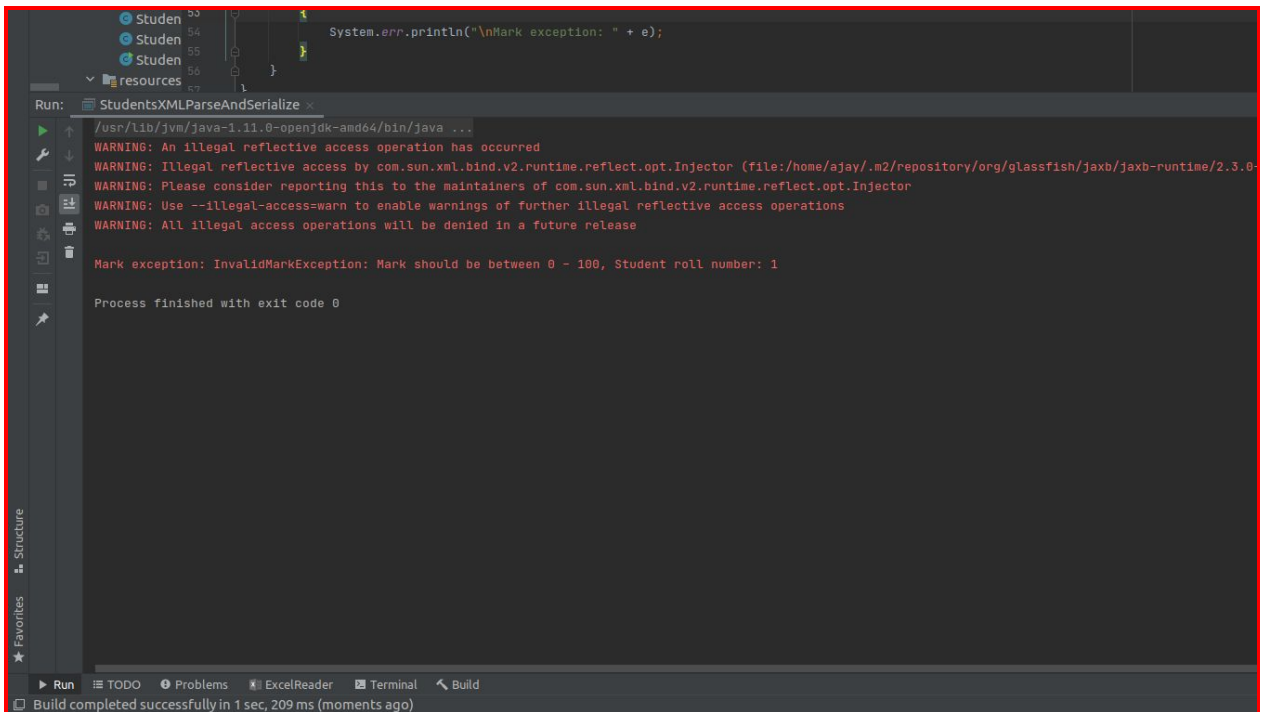 Studen 53 {
Studen 54 System.err.println("\nMark exception: " + e);
Studen 55 }
56 }
resources 57 }
Run: StudentsXMLParseAndSerialize ×
/usr/lib/jvm/java-1.11.0-openjdk-amd64/bin/java ...
WARNING: An illegal reflective access operation has occurred
WARNING: Illegal reflective access by com.sun.xml.bind.v2.runtime.reflect.opt.Injector (file:/home/ajay/.m2/repository/org/glassfish/jaxb/jaxb-runtime/2.3.0-
WARNING: Please consider reporting this to the maintainers of com.sun.xml.bind.v2.runtime.reflect.opt.Injector
WARNING: Use --illegal-access=warn to enable warnings of further illegal reflective access operations
WARNING: All illegal access operations will be denied in a future release
Mark exception: InvalidMarkException: Mark should be between 0 - 100, Student roll number: 1
Process finished with exit code 0
Structure
Favorites
Run TODO Problems ExcelReader Terminal Build
Build completed successfully in 1 sec, 209 ms (moments ago)